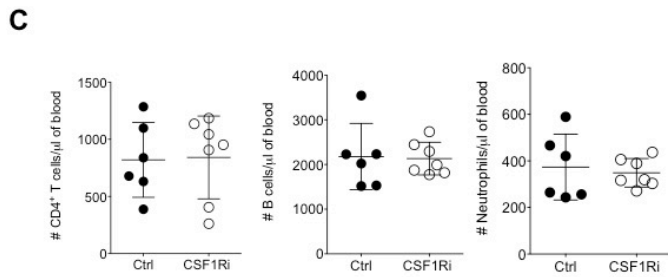 C
# CD4⁺ T cells/µl of blood
1500
1000
500
0
Ctrl
CSF1Ri
# B cells/µl of blood
4000
3000
2000
1000
0
Ctrl
CSF1Ri
# Neutrophils/µl of blood
800
600
400
200
0
Ctrl
CSF1Ri